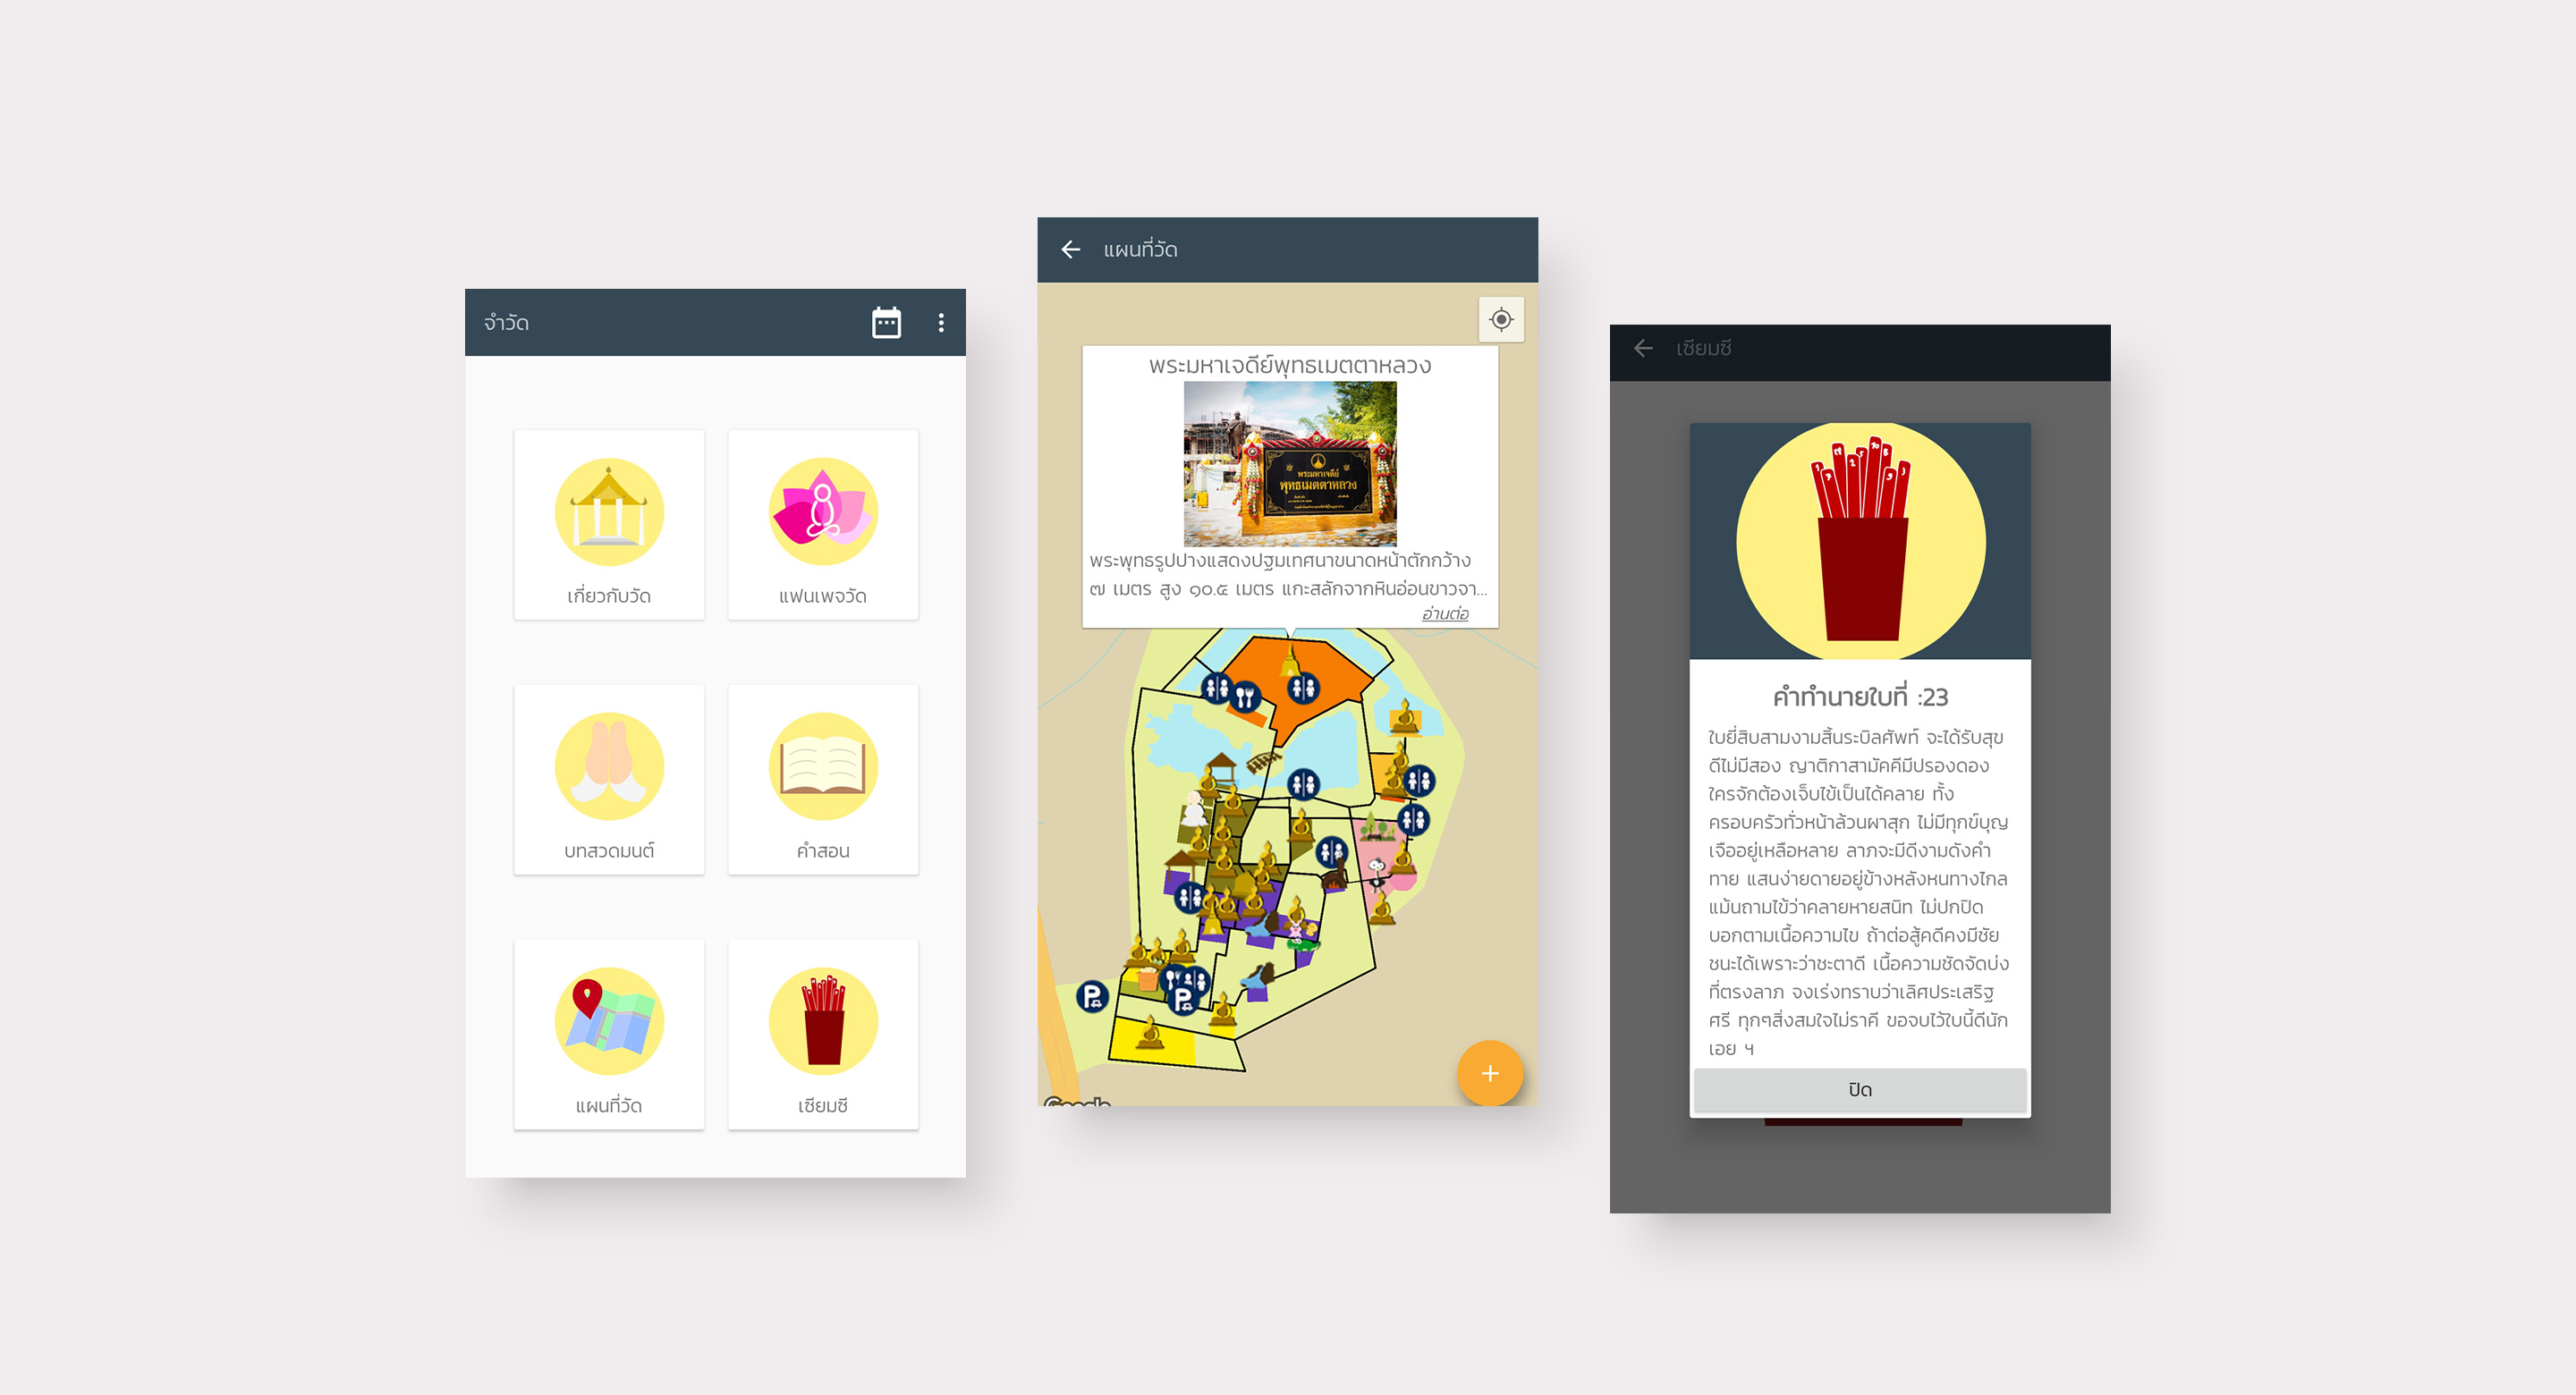 จำวัด
เกี่ยวกับวัด
แฟนเพจวัด
บทสวดมนต์
คำสอน
แผนที่วัด
เซียมซี
แผนที่วัด
พระมหาเจดีย์พุทธเมตตาหลวง
พระมหาเจดีย์
พุทธเมตตาหลวง
พระพุทธรูปปางแสดงปฐมเทศนาขนาดหน้าตักกว้าง
๗ เมตร สูง ๑๐.๕ เมตร แกะสลักจากหินอ่อนขาวจา...
อ่านต่อ
P
P
Google
เซียมซี
คำทำนายใบที่ :23
ใบยี่สิบสามงามสิ้นระบิลศัพท์ จะได้รับสุข
ดีไม่มีสอง ญาติกาสามัคคีมีปรองดอง
ใครจักต้องเจ็บไข้เป็นได้คลาย ทั้ง
ครอบครัวทั่วหน้าล้วนผาสุก ไม่มีทุกข์บุญ
เจืออยู่เหลือหลาย ลาภจะมีดีงามดังคำ
ทาย แสนง่ายดายอยู่ข้างหลังหนทางไกล
แม้นถามไข้ว่าคลายหายสนิท ไม่ปกปิด
บอกตามเนื้อความไข ถ้าต่อสู้คดีคงมีชัย
ชนะได้เพราะว่าชะตาดี เนื้อความชัดจัดบ่ง
ที่ตรงลาภ จงเร่งทราบว่าเลิศประเสริฐ
ศรี ทุกๆสิ่งสมใจไม่ราคี ขอจบไว้ใบนี้ดีนัก
เอย ฯ
ปิด